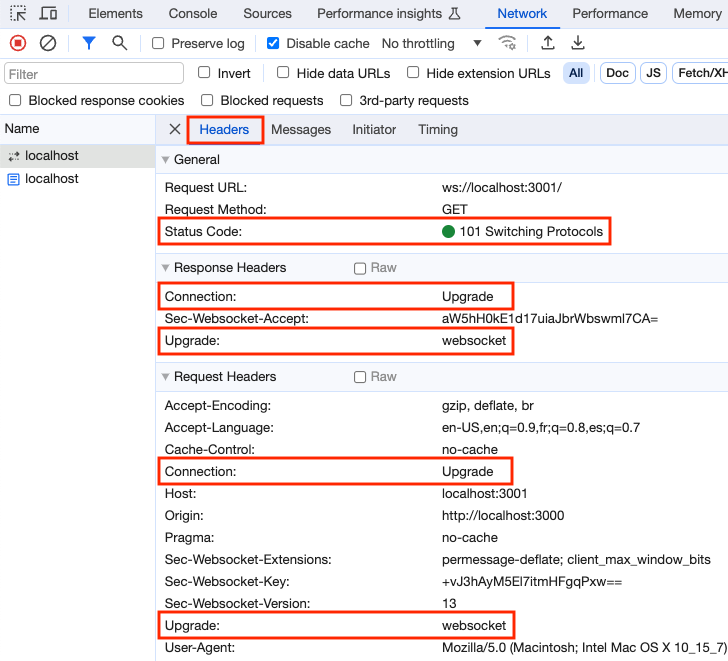 Elements Console Sources Performance insights Network Performance Memory
Preserve log Disable cache No throttling
Filter Invert Hide data URLs Hide extension URLs All Doc JS Fetch/XH
Blocked response cookies Blocked requests 3rd-party requests
Name Headers Messages Initiator Timing
localhost
localhost
General
Request URL: ws://localhost:3001/
Request Method: GET
Status Code: 101 Switching Protocols
Response Headers Raw
Connection: Upgrade
Sec-Websocket-Accept: aW5hH0kE1d17uiaJbrWbswml7CA=
Upgrade: websocket
Request Headers Raw
Accept-Encoding: gzip, deflate, br
Accept-Language: en-US,en;q=0.9,fr;q=0.8,es;q=0.7
Cache-Control: no-cache
Connection: Upgrade
Host: localhost:3001
Origin: http://localhost:3000
Pragma: no-cache
Sec-Websocket-Extensions: permessage-deflate; client_max_window_bits
Sec-Websocket-Key: +vJ3hAyM5El7itmHFgqPxw==
Sec-Websocket-Version: 13
Upgrade: websocket
User-Agent: Mozilla/5.0 (Macintosh; Intel Mac OS X 10_15_7)